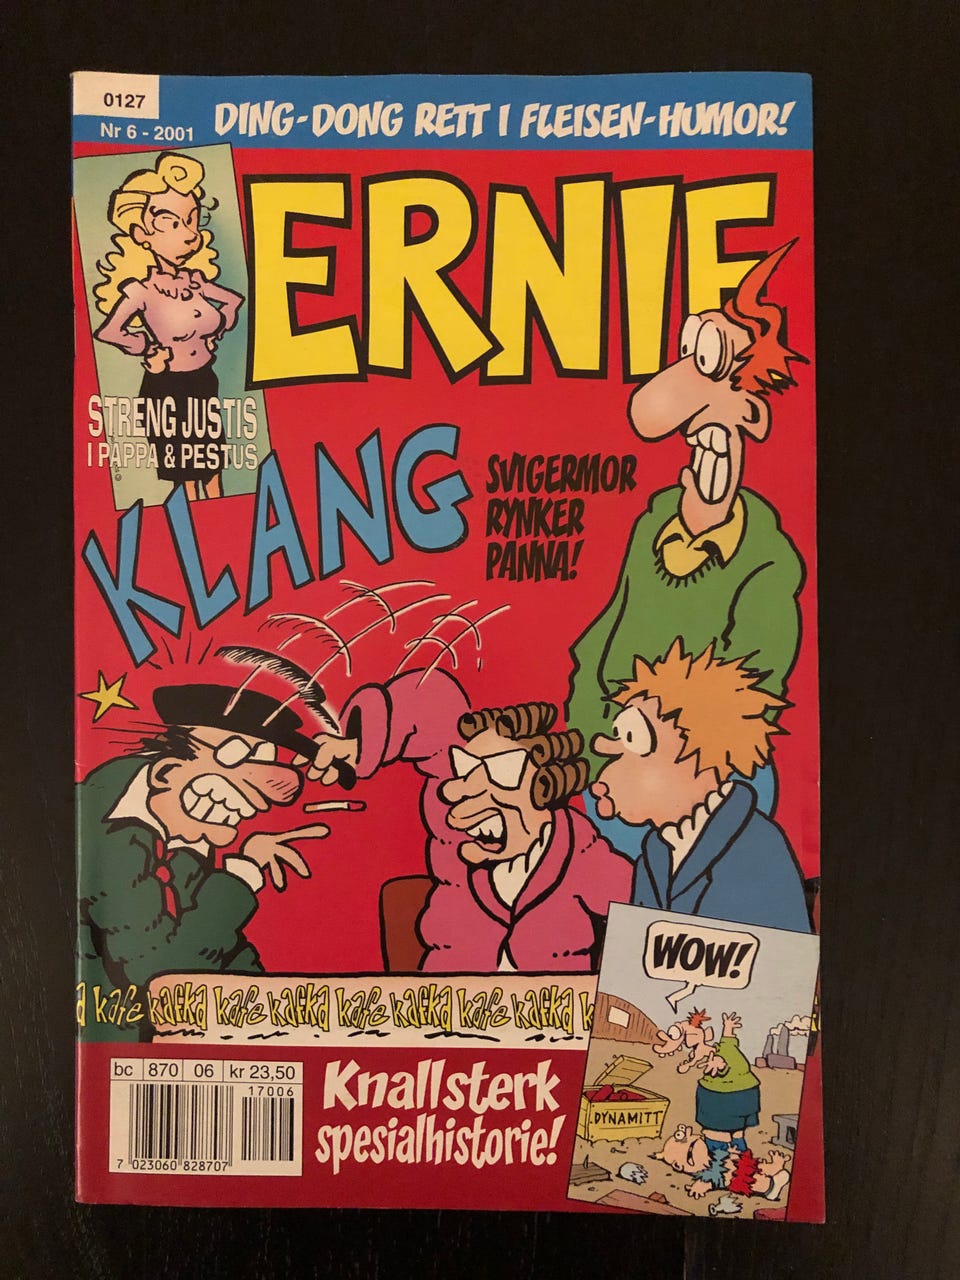 0127
Nr 6 - 2001
DING-DONG RETT I FLEISEN-HUMOR!
ERNIE
STRENG JUSTIS
I PAPPA & PESTUS
KLANG
SVIGERMOR
RYNKER
PANNA!
kafe kafka kafe kafka kafe kafka kafe kafka k
WOW!
DYNAMITT
bc 870 06 kr 23,50
17006
7 023060 828707
Knallsterk
spesialhistorie!